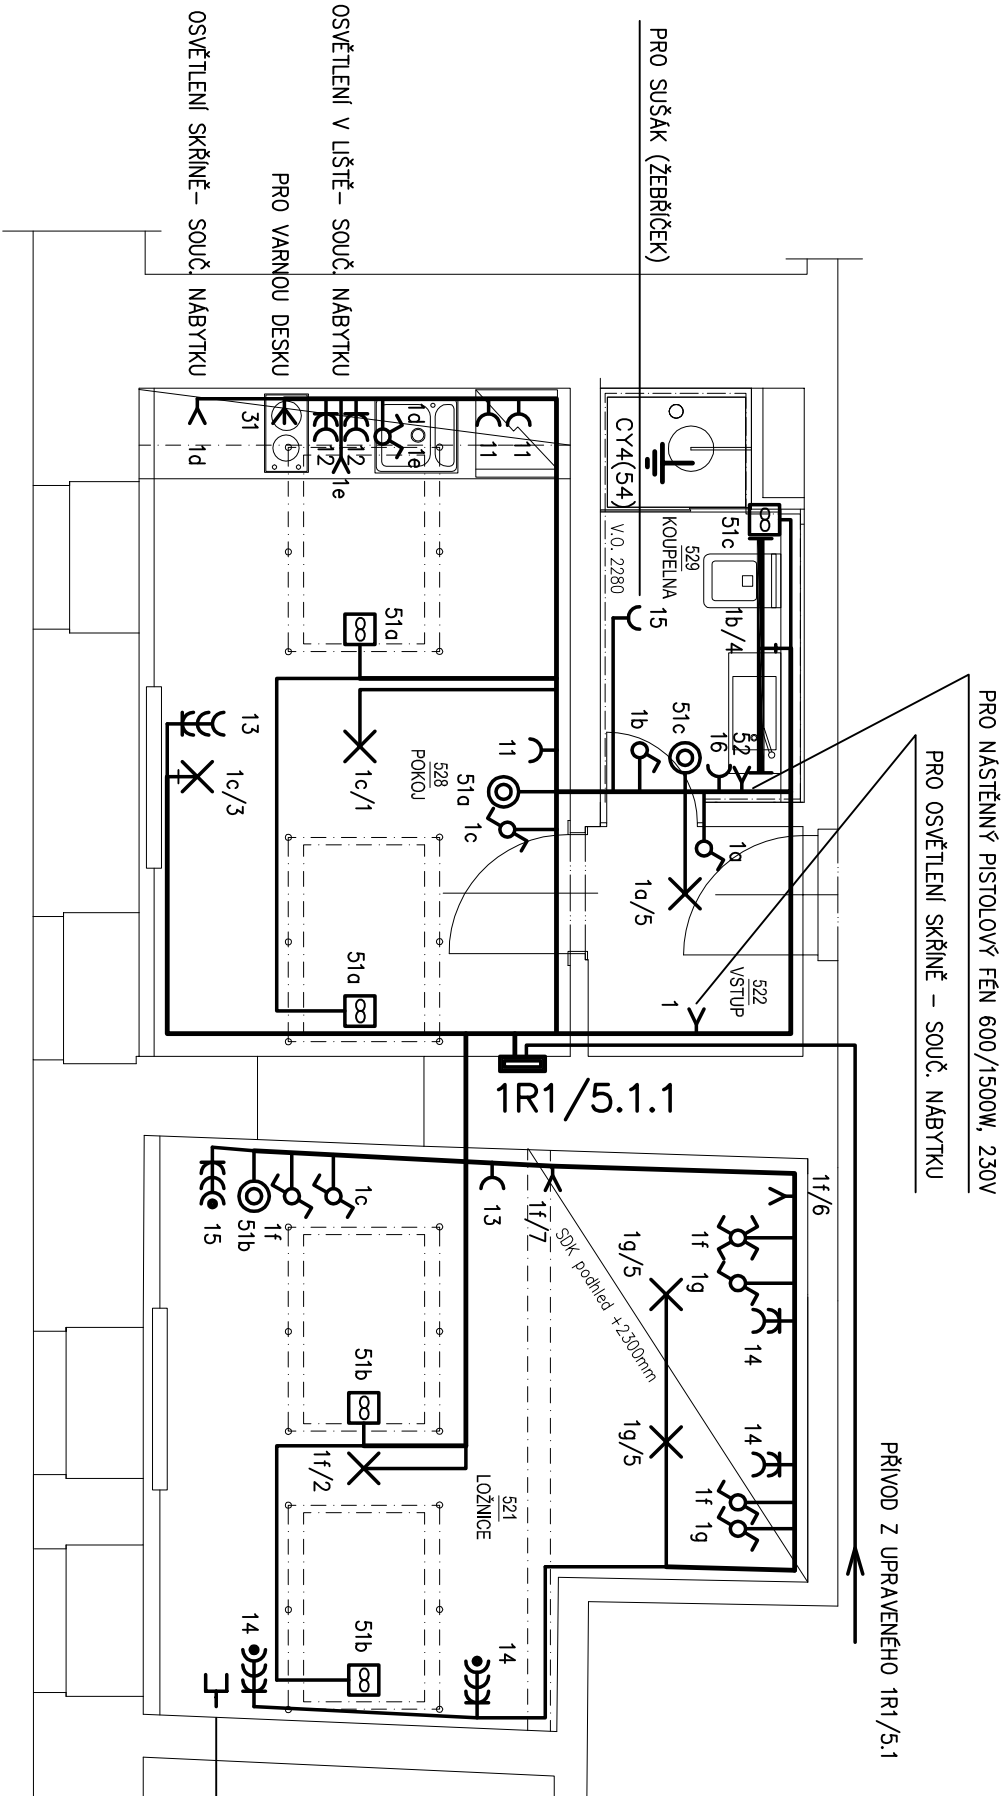 PRO NÁSTĚNNÝ PISTOLOVÝ FÉN 600/1500W, 230V
PRO OSVĚTLENÍ SKŘÍNĚ – SOUČ. NÁBYTKU
PŘÍVOD Z UPRAVENÉHO 1R1/5.1
PRO SUŠÁK (ŽEBŘÍČEK)
OSVĚTLENÍ V LIŠTĚ– SOUČ. NÁBYTKU
PRO VARNOU DESKU
OSVĚTLENÍ SKŘÍNĚ– SOUČ. NÁBYTKU
CY4(54)
51c
1b/4
529
KOUPELNA
V.O. 2280
15
52
16
51c
1b
1a
1a/5
522
VSTUP
1
1R1/5.1.1
11
11
1d
1e
12
12
1e
31
1d
51a
11
528
POKOJ
51a
1c
1c/1
13
1c/3
51a
1f/6
1f
1g
14
14
1f
1g
1g/5
1g/5
SDK podhled +2300mm
1f/7
13
1c
1f
51b
15
51b
1f/2
521
LOŽNICE
51b
14
14